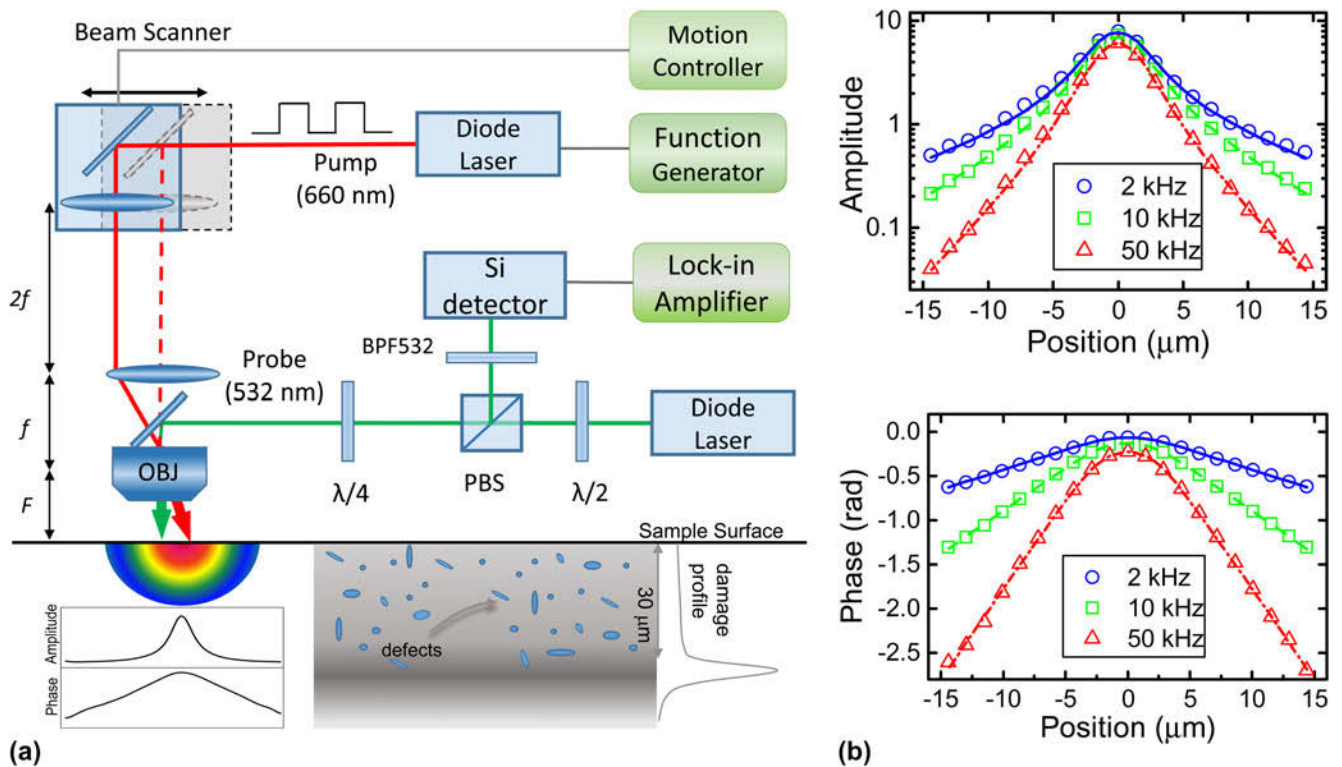 Beam Scanner
Motion
Controller
Diode
Laser
Function
Generator
Pump
(660 nm)
Si
detector
Lock-in
Amplifier
2f
BPF532
Probe
(532 nm)
Diode
Laser
f
OBJ
λ/4
PBS
λ/2
F
Sample Surface
damage
profile
30 μm
defects
Amplitude
Phase
(a)
Amplitude
10
1
0.1
2 kHz
10 kHz
50 kHz
-15 -10 -5 0 5 10 15
Position (μm)
Phase (rad)
0.0
-0.5
-1.0
-1.5
-2.0
-2.5
2 kHz
10 kHz
50 kHz
-15 -10 -5 0 5 10 15
Position (μm)
(b)